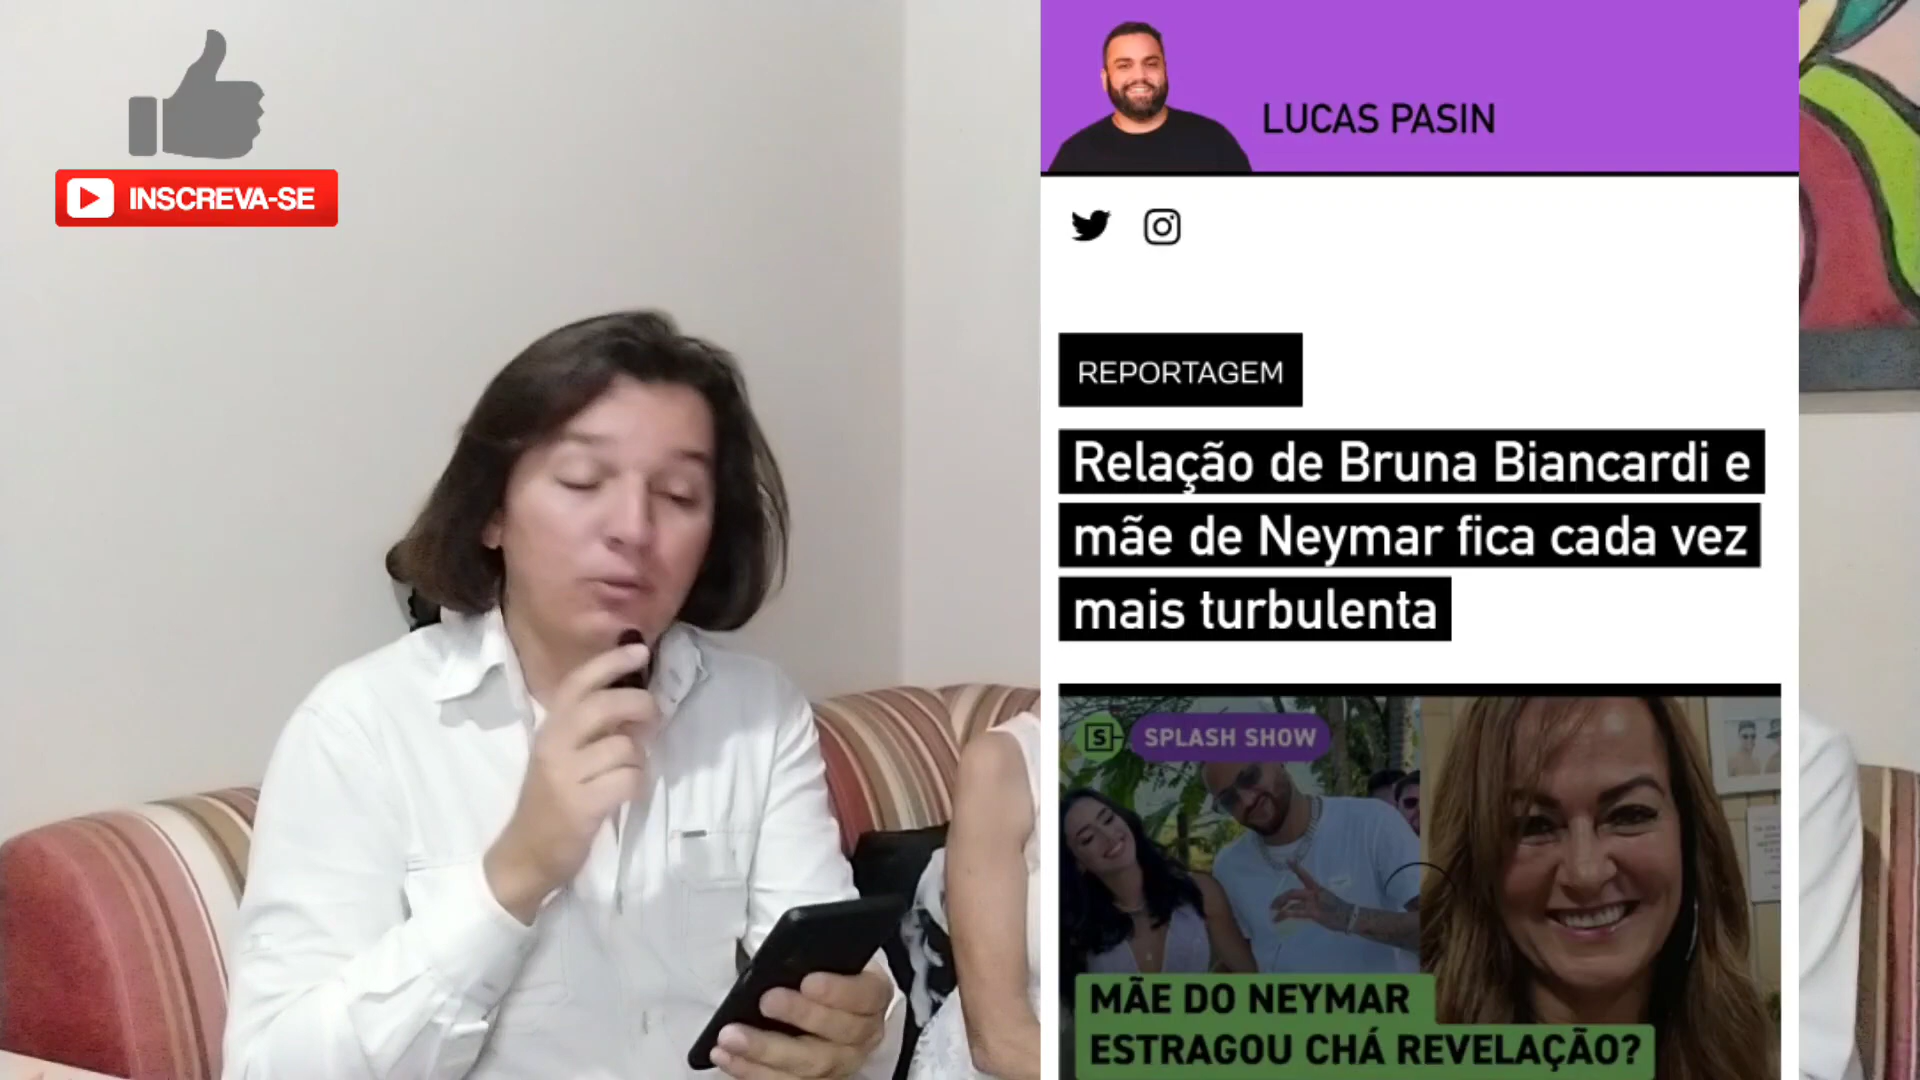 INSCREVA-SE
LUCAS PASIN
REPORTAGEM
Relação de Bruna Biancardi e
mãe de Neymar fica cada vez
mais turbulenta
S
SPLASH SHOW
MÃE DO NEYMAR
ESTRAGOU CHÁ REVELAÇÃO?